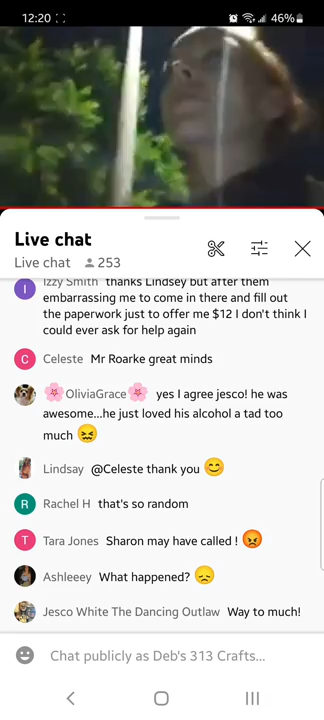 12:20
46%
Live chat
Live chat 253
Izzy Smith thanks Lindsey but after them
embarrassing me to come in there and fill out
the paperwork just to offer me $12 I don't think I
could ever ask for help again
C Celeste Mr Roarke great minds
🌸OliviaGrace🌸 yes I agree jesco! he was
awesome...he just loved his alcohol a tad too
much 😖
Lindsay @Celeste thank you 😊
R Rachel H that's so random
T Tara Jones Sharon may have called ! 😡
Ashleeey What happened? 😞
Jesco White The Dancing Outlaw Way to much!
Chat publicly as Deb's 313 Crafts...